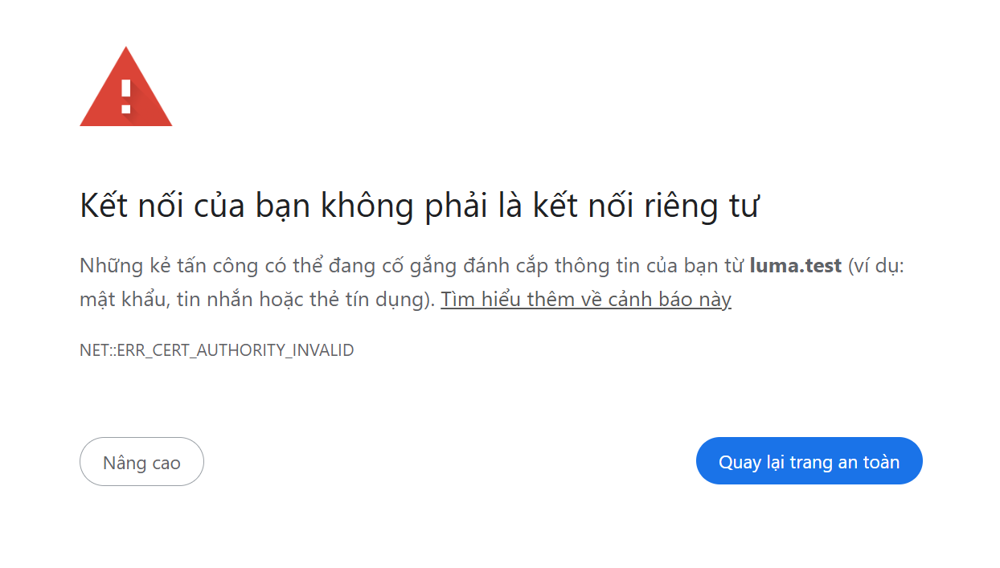 Kết nối của bạn không phải là kết nối riêng tư
Những kẻ tấn công có thể đang cố gắng đánh cắp thông tin của bạn từ luma.test (ví dụ:
mật khẩu, tin nhắn hoặc thẻ tín dụng). Tìm hiểu thêm về cảnh báo này
NET::ERR_CERT_AUTHORITY_INVALID
Nâng cao
Quay lại trang an toàn